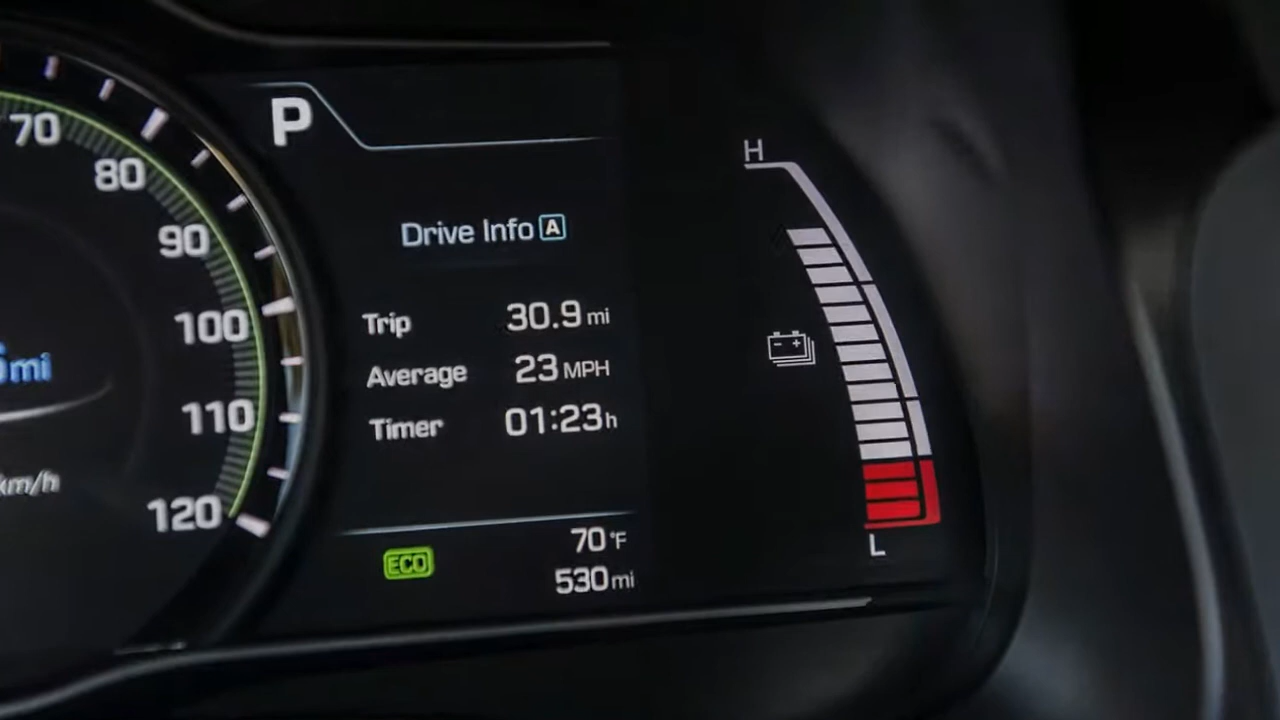 P
70
80
90
100
110
120
mi
km/h
Drive Info A
Trip 30.9 mi
Average 23 MPH
Timer 01:23 h
ECO
70 °F
530 mi
H
L